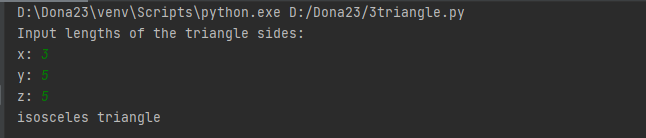 D:\Dona23\venv\Scripts\python.exe D:/Dona23/3triangle.py
Input lengths of the triangle sides:
x: 3
y: 5
z: 5
isosceles triangle